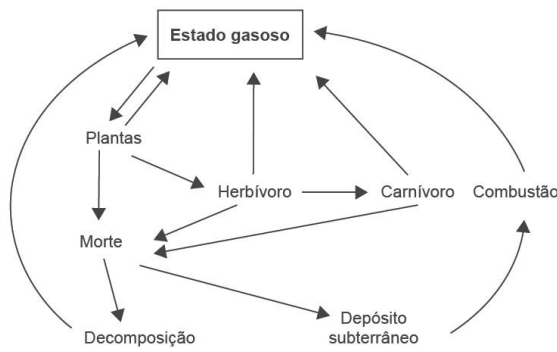 Estado gasoso
Plantas
Herbívoro
Carnívoro
Combustão
Morte
Decomposição
Depósito
subterrâneo